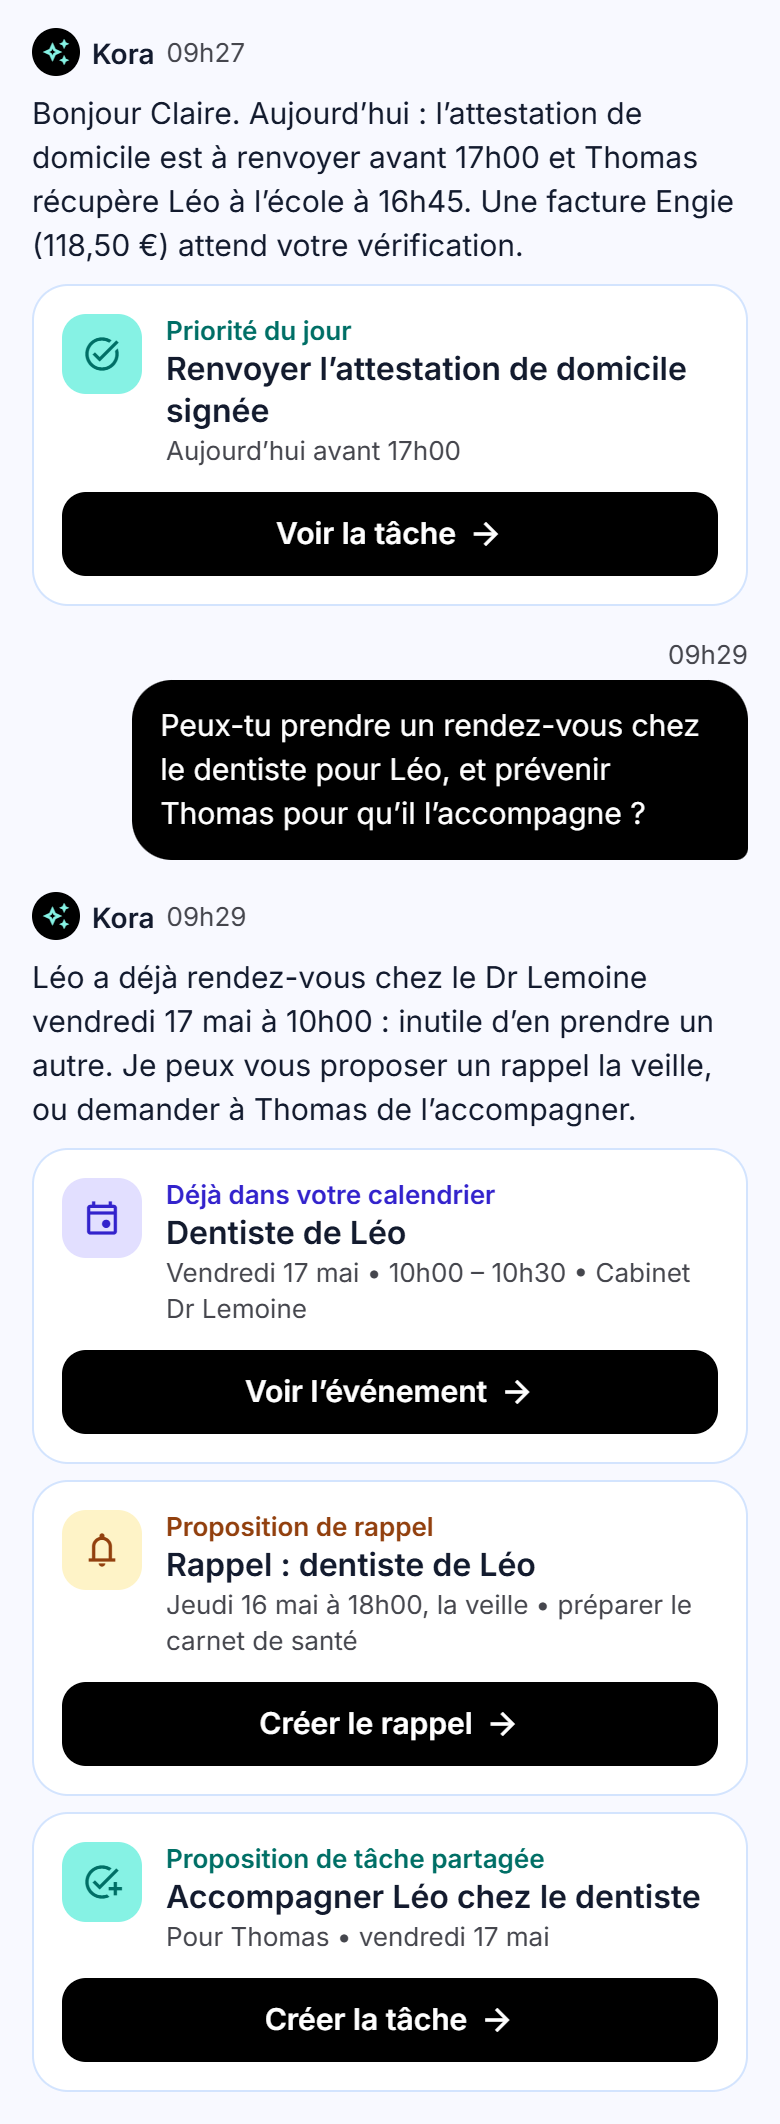 Kora 09h27
Bonjour Claire. Aujourd’hui : l’attestation de
domicile est à renvoyer avant 17h00 et Thomas
récupère Léo à l’école à 16h45. Une facture Engie
(118,50 €) attend votre vérification.
Priorité du jour
Renvoyer l’attestation de domicile
signée
Aujourd’hui avant 17h00
Voir la tâche →
09h29
Peux-tu prendre un rendez-vous chez
le dentiste pour Léo, et prévenir
Thomas pour qu’il l’accompagne ?
Kora 09h29
Léo a déjà rendez-vous chez le Dr Lemoine
vendredi 17 mai à 10h00 : inutile d’en prendre un
autre. Je peux vous proposer un rappel la veille,
ou demander à Thomas de l’accompagner.
Déjà dans votre calendrier
Dentiste de Léo
Vendredi 17 mai • 10h00 – 10h30 • Cabinet
Dr Lemoine
Voir l’événement →
Proposition de rappel
Rappel : dentiste de Léo
Jeudi 16 mai à 18h00, la veille • préparer le
carnet de santé
Créer le rappel →
Proposition de tâche partagée
Accompagner Léo chez le dentiste
Pour Thomas • vendredi 17 mai
Créer la tâche →